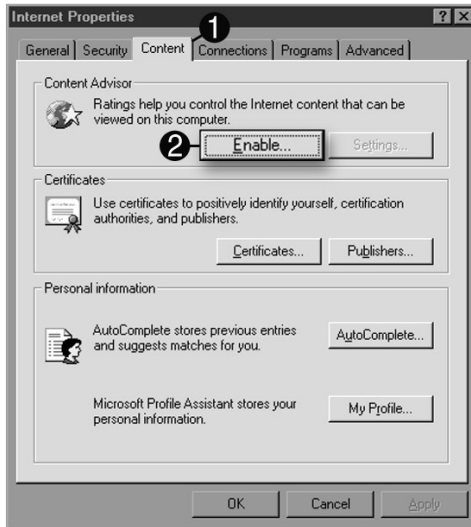 Internet Properties ? X
1
General Security Content Connections Programs Advanced
Content Advisor
Ratings help you control the Internet content that can be
viewed on this computer.
2 Enable... Settings...
Certificates
Use certificates to positively identify yourself, certification
authorities, and publishers.
Certificates... Publishers...
Personal information
AutoComplete stores previous entries
and suggests matches for you.
AutoComplete...
Microsoft Profile Assistant stores your
personal information.
My Profile...
OK Cancel Apply